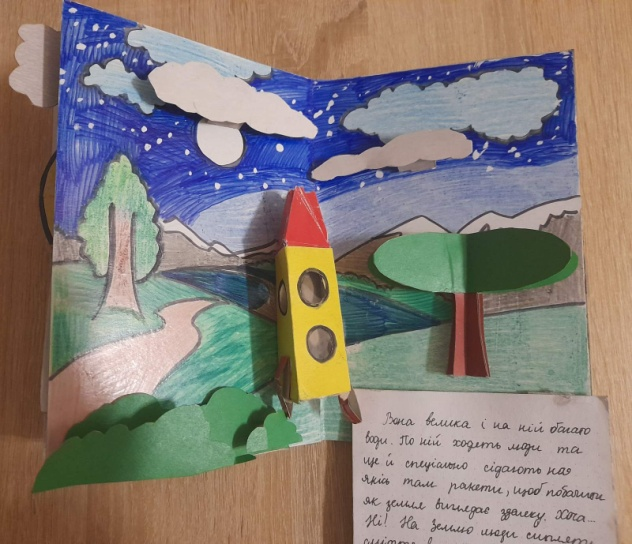 Вона велика і на ній багато
води. По ній ходять люди та
ще й спеціально сідають на
якісь там ракети, щоб побачити
як земля виглядає здалеку. Хоча...
Ні! На Землю люди